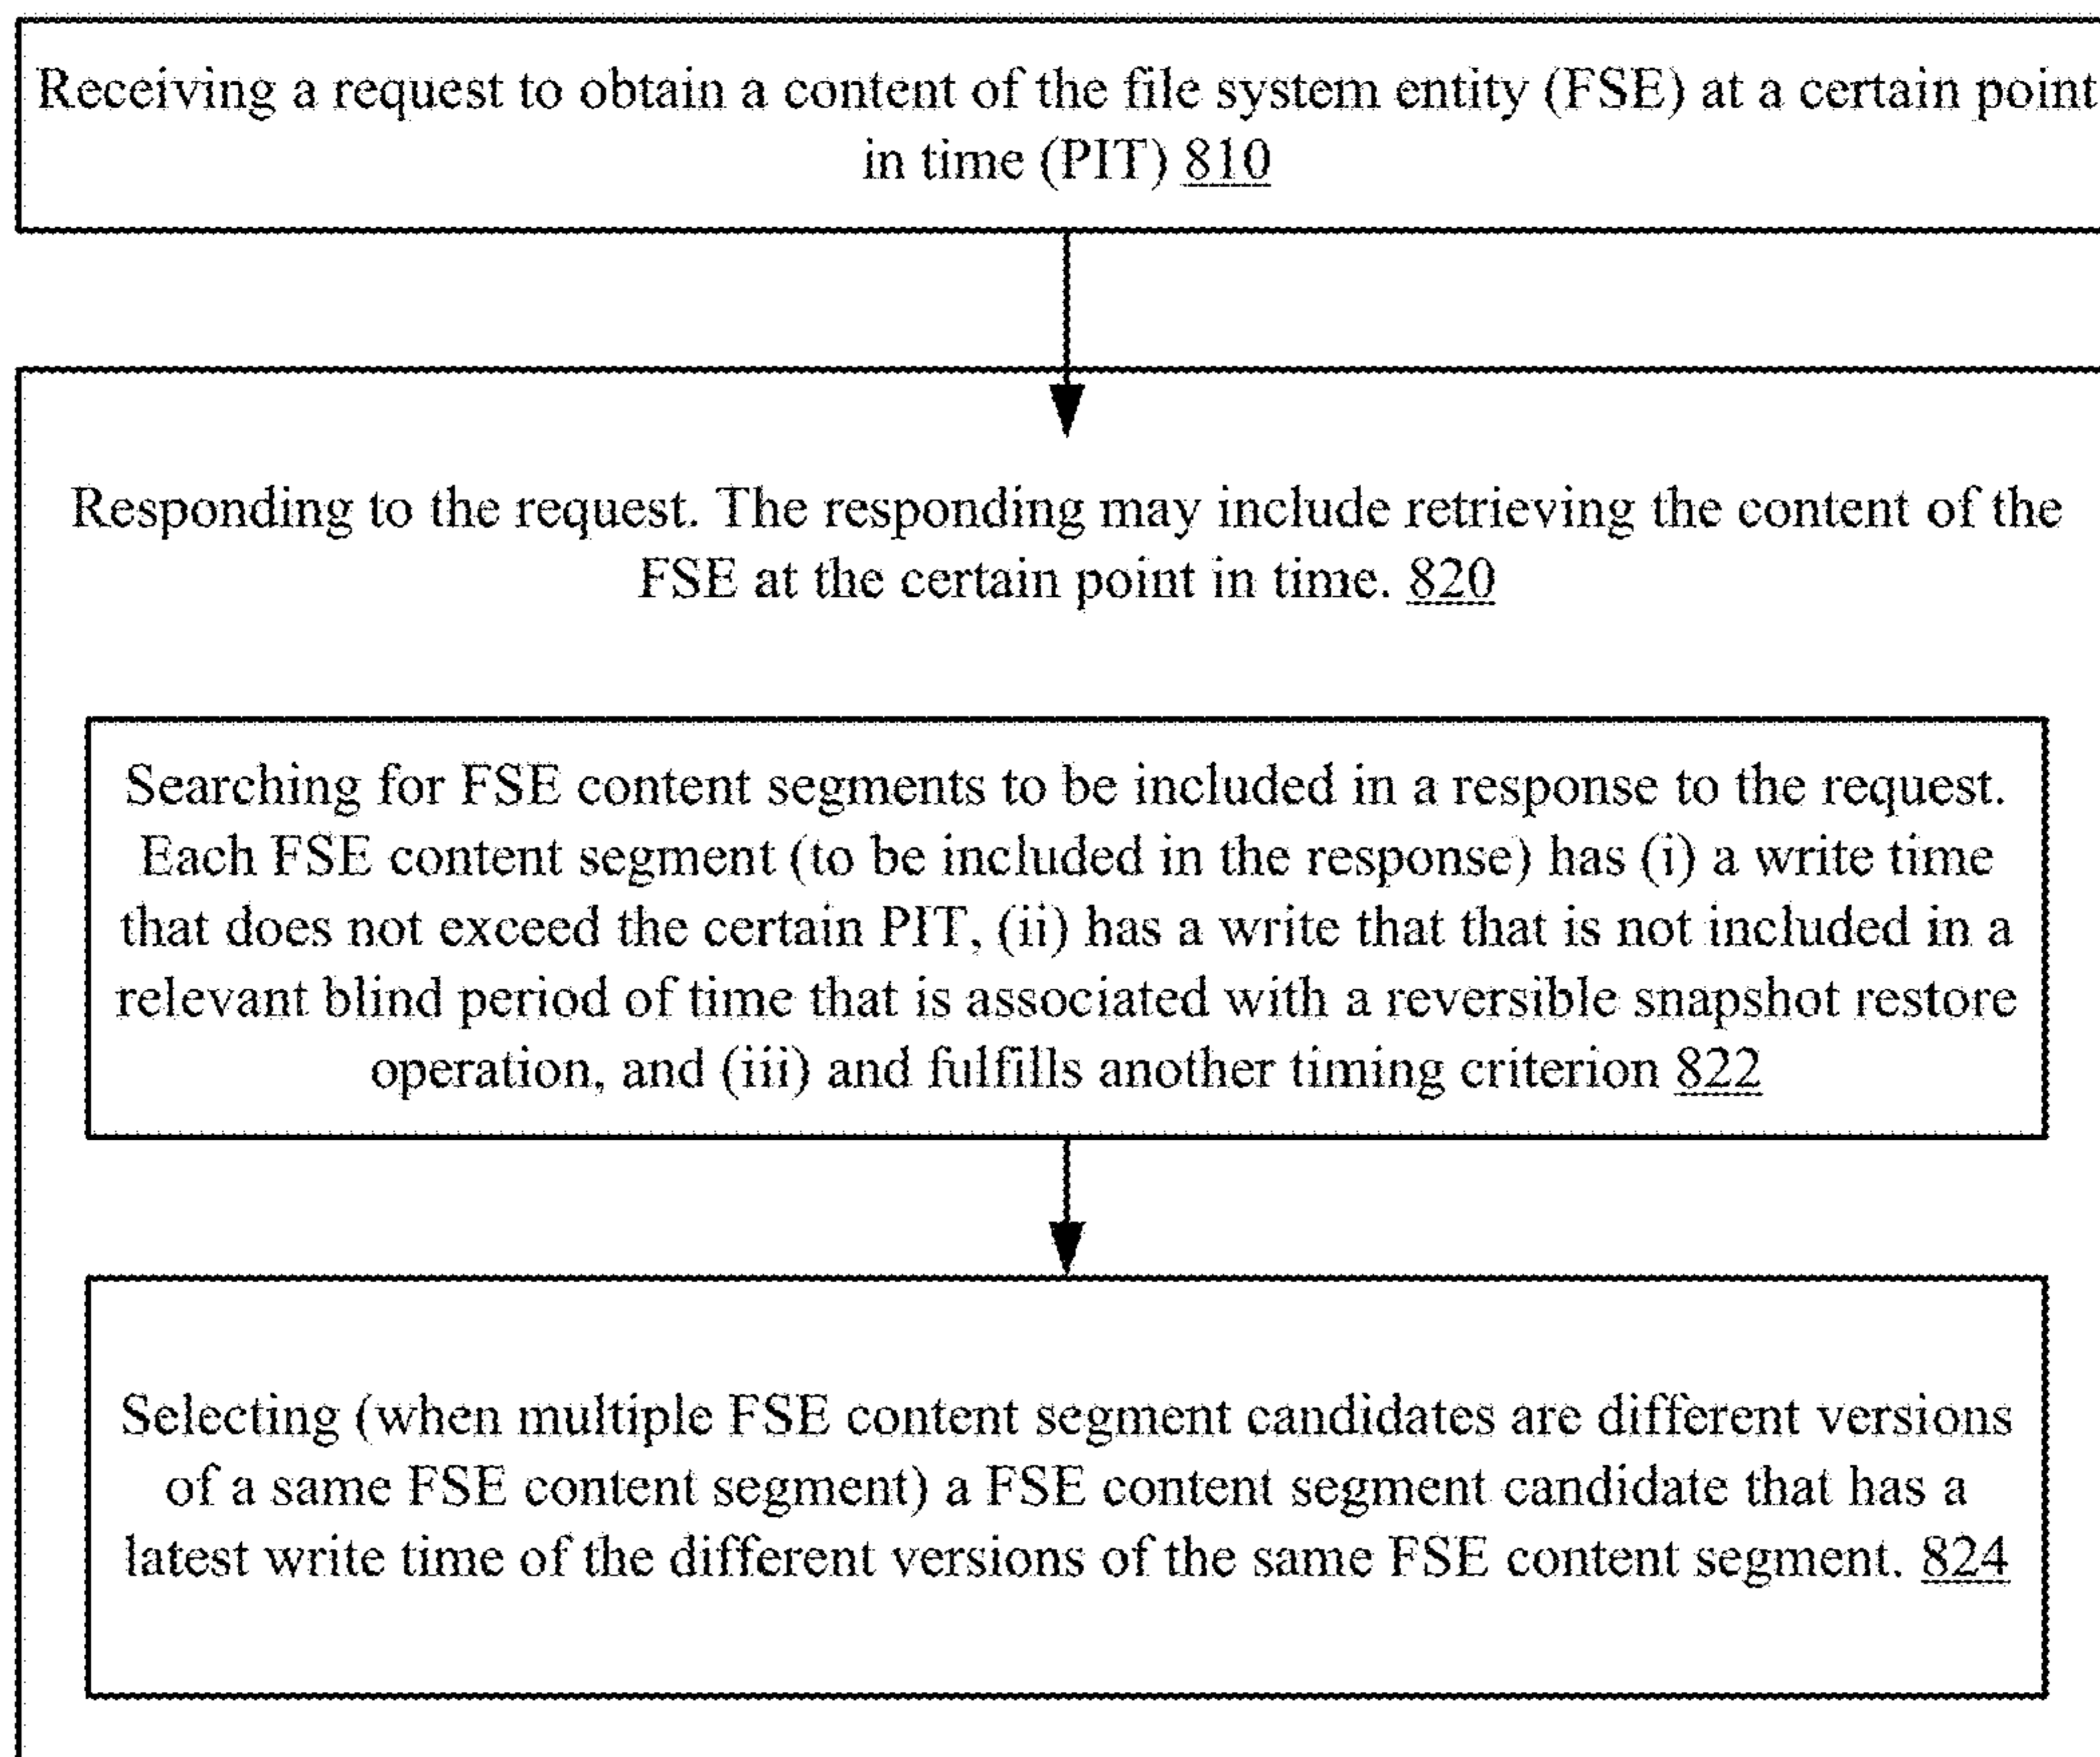 Receiving a request to obtain a content of the file system entity (FSE) at a certain point
in time (PIT) 810
Responding to the request. The responding may include retrieving the content of the
FSE at the certain point in time. 820
Searching for FSE content segments to be included in a response to the request.
Each FSE content segment (to be included in the response) has (i) a write time
that does not exceed the certain PIT, (ii) has a write that that is not included in a
relevant blind period of time that is associated with a reversible snapshot restore
operation, and (iii) and fulfills another timing criterion 822
Selecting (when multiple FSE content segment candidates are different versions
of a same FSE content segment) a FSE content segment candidate that has a
latest write time of the different versions of the same FSE content segment. 824